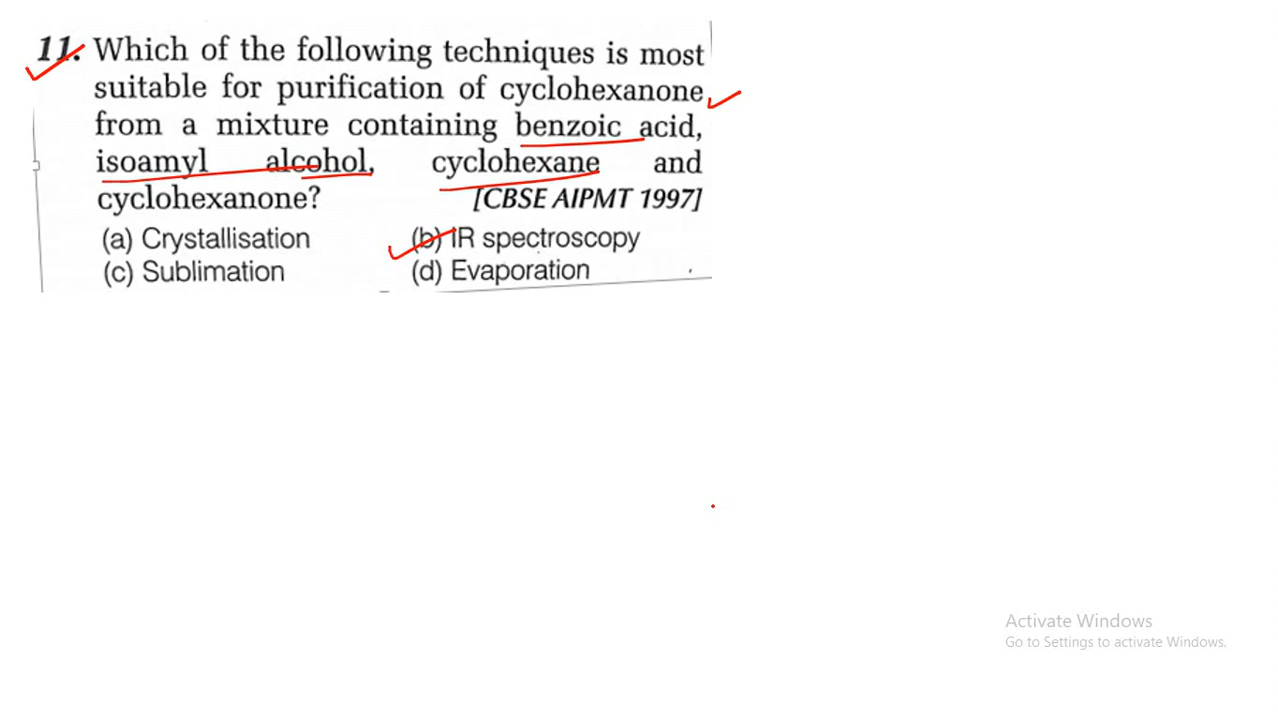 11. Which of the following techniques is most
suitable for purification of cyclohexanone
from a mixture containing benzoic acid,
isoamyl alcohol, cyclohexane and
cyclohexanone? [CBSE AIPMT 1997]
(a) Crystallisation (b) IR spectroscopy
(c) Sublimation (d) Evaporation
Activate Windows
Go to Settings to activate Windows.